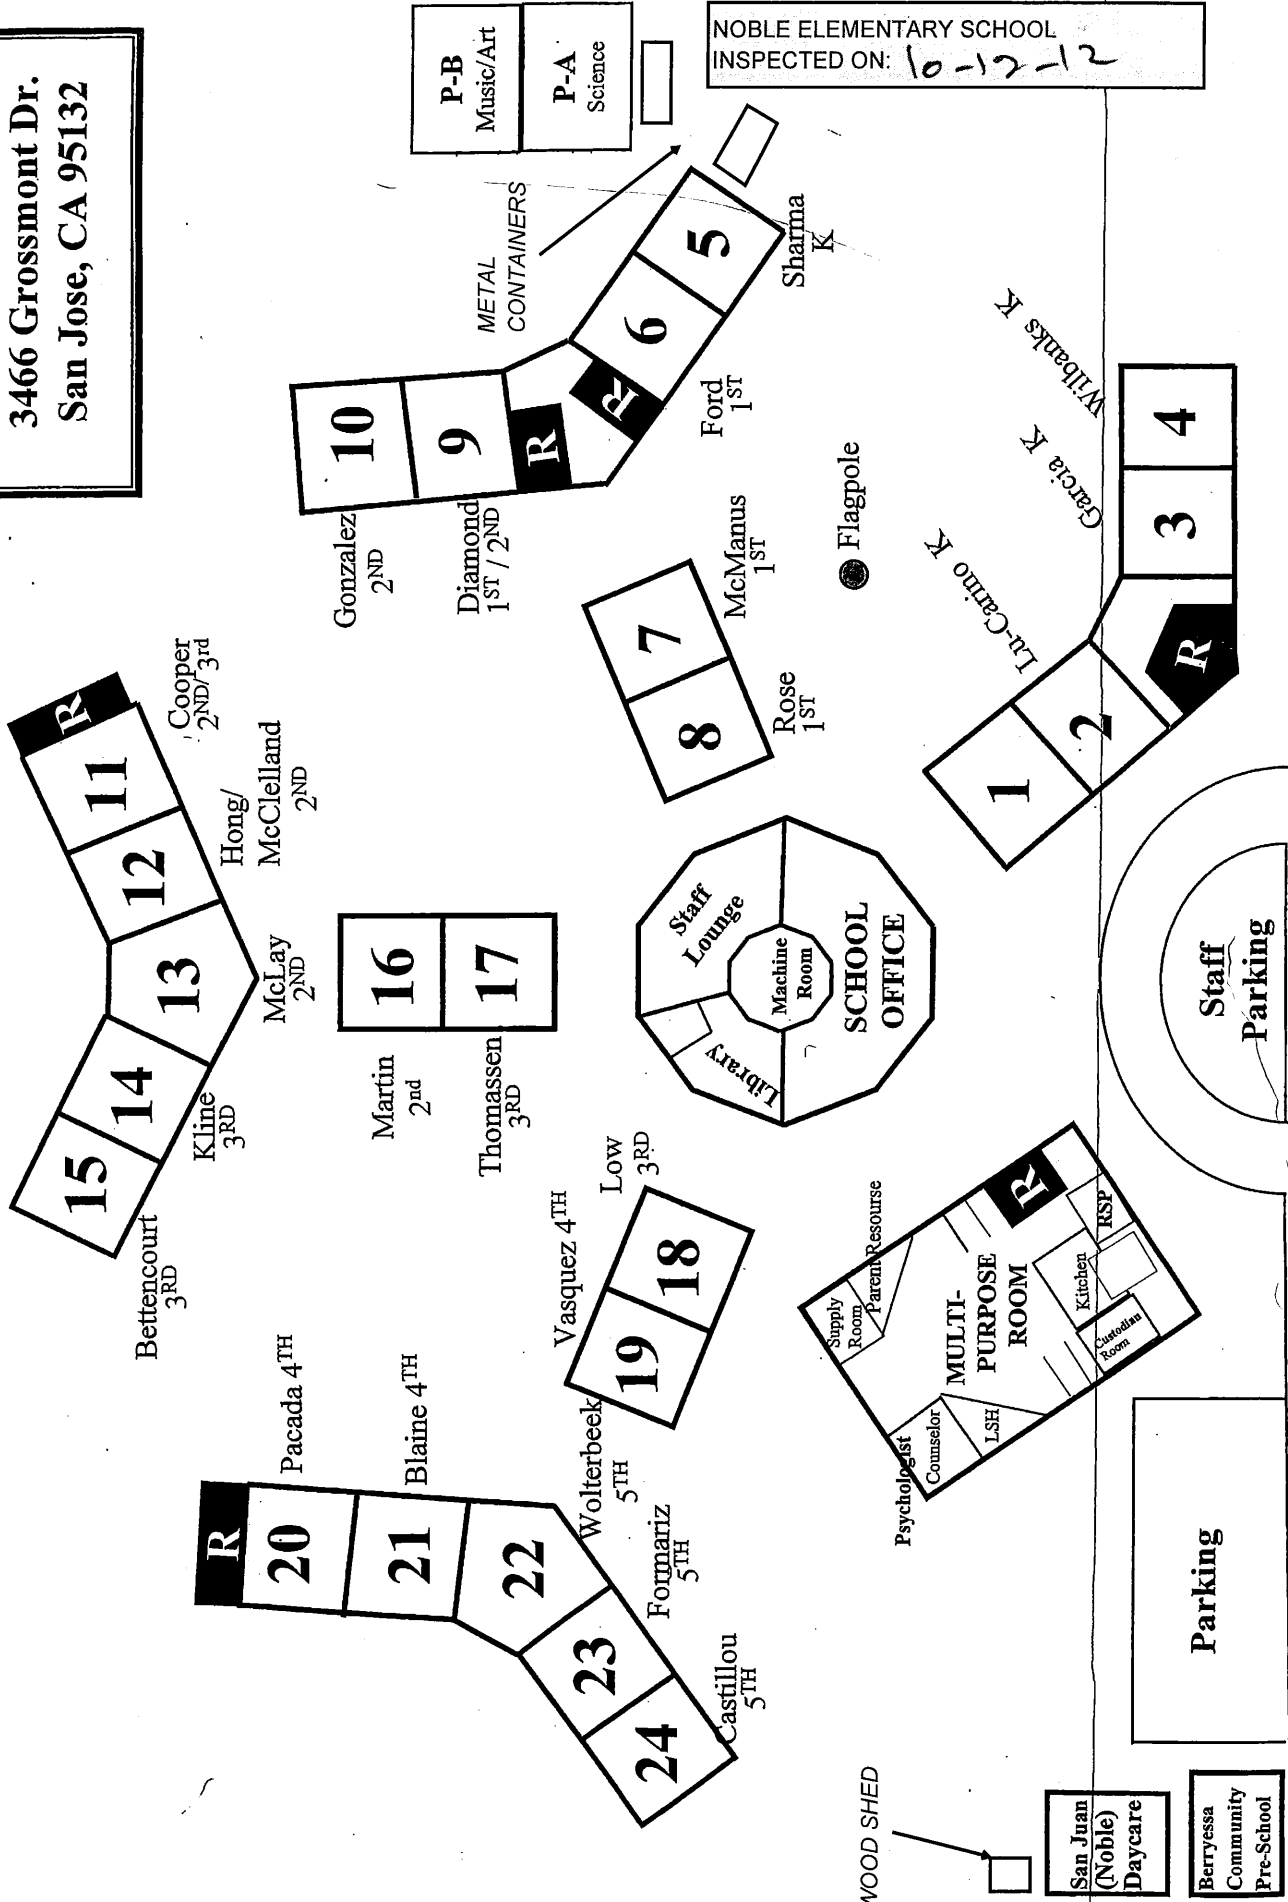 3466 Grossmont Dr.
San Jose, CA 95132
NOBLE ELEMENTARY SCHOOL
INSPECTED ON: 10-12-12
P-B
Music/Art
P-A
Science
METAL
CONTAINERS
5
Sharma
K
6
Ford
1ST
R
R
9
Diamond
1ST / 2ND
10
Gonzalez
2ND
R
11
Cooper
2ND/3rd
12
Hong/
McClelland
2ND
13
McLay
2ND
14
Kline
3RD
15
Bettencourt
3RD
16
Martin
2nd
17
Thomassen
3RD
7
McManus
1ST
8
Rose
1ST
Flagpole
Wilbanks K
Garcia K
Lu-Carino K
4
3
R
2
1
Staff
Lounge
Machine
Room
Library
SCHOOL
OFFICE
Staff
Parking
Low
3RD
18
Vasquez 4TH
19
Pacada 4TH
Blaine 4TH
Wolterbeek
5TH
Formariz
5TH
Castillou
5TH
R
20
21
22
23
24
Supply
Room
Parent Resourse
MULTI-
PURPOSE
ROOM
R
RSP
Kitchen
Custodian
Room
Psychologist
Counselor
LSH
Parking
WOOD SHED
San Juan
(Noble)
Daycare
Berryessa
Community
Pre-School